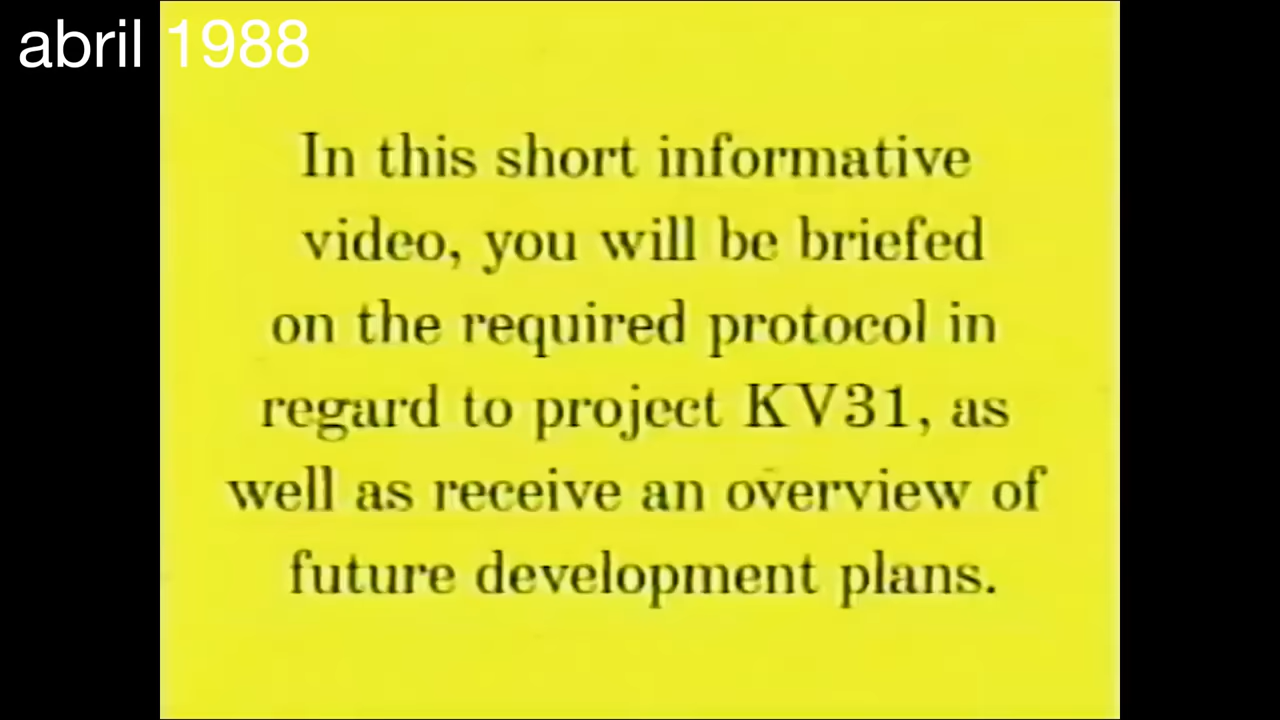 abril 1988
In this short informative
video, you will be briefed
on the required protocol in
regard to project KV31, as
well as receive an overview of
future development plans.